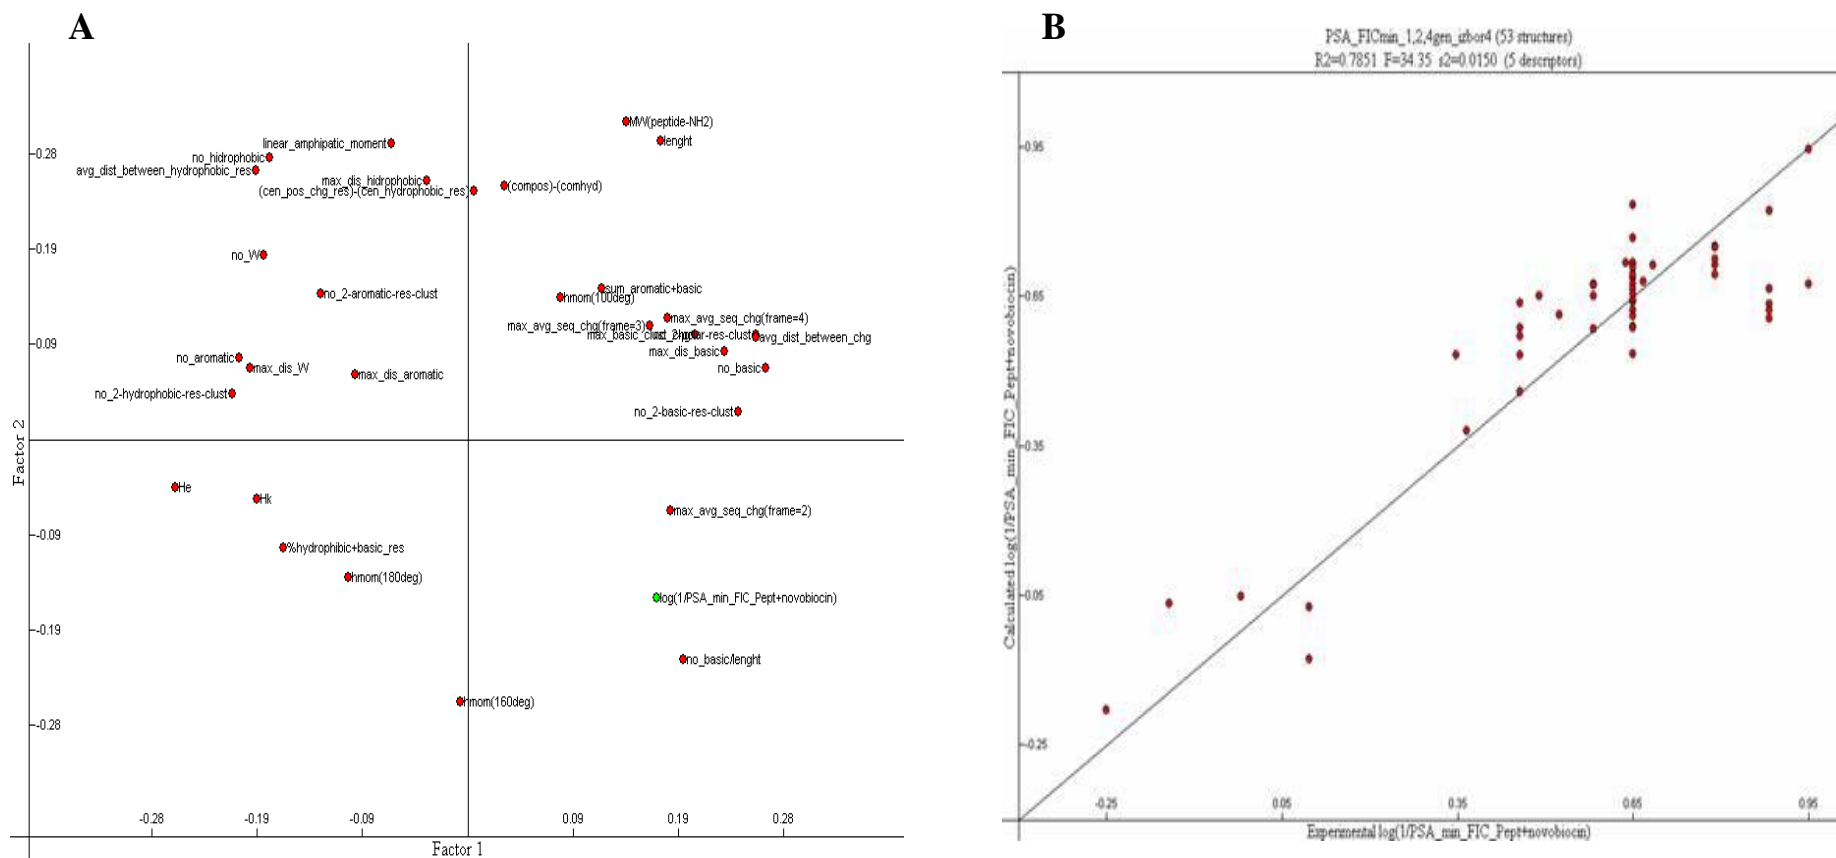 A
MW(peptide-NH2)
lenght
linear_amphipatic_moment
no_hidrophobic
avg_dist_between_hydrophobic_res
max_dis_hidrophobic
(compos)-(comhyd)
(cen_pos_chg_res)-(cen_hydrophobic_res)
no_W
no_2-aromatic-res-clust
sum_aromatic+basic
hmom(100deg)
max_avg_seq_chg(frame=4)
max_avg_seq_chg(frame=3)
avg_dist_between_chg
max_dis_basic
no_aromatic
max_dis_W
max_dis_aromatic
no_basic
no_2-hydrophobic-res-clust
no_2-basic-res-clust
He
Hk
max_avg_seq_chg(frame=2)
%hydrophibic+basic_res
hmom(180deg)
log(1/PSA_min_FIC_Pept+novobiocin)
no_basic/lenght
hmom(160deg)
0.28
0.19
0.09
-0.09
-0.19
-0.28
Factor 2
-0.28 -0.19 -0.09 0.09 0.19 0.28
Factor 1
B
PSA_FICmin_1,2,4gen_izbor4 (53 structures)
R2=0.7851 F=34.35 s2=0.0150 (5 descriptors)
0.95
0.65
0.35
0.05
-0.25
Calculated log(1/PSA_min_FIC_Pept+novobiocin)
-0.25 0.05 0.35 0.65 0.95
Experimental log(1/PSA_min_FIC_Pept+novobiocin)